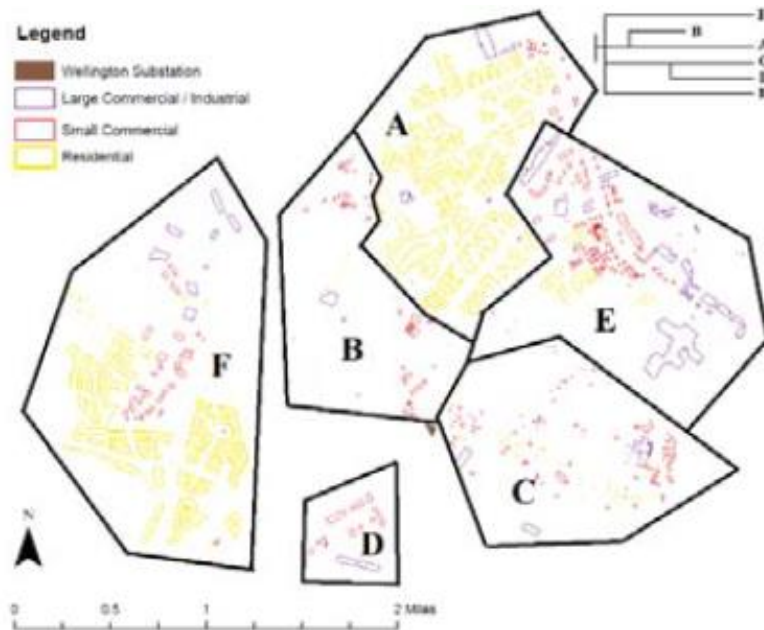 Legend
Wellington Substation
Large Commercial / Industrial
Small Commercial
Residential
B
A
A
B
E
F
C
D
N
0 0.5 1 2 Miles